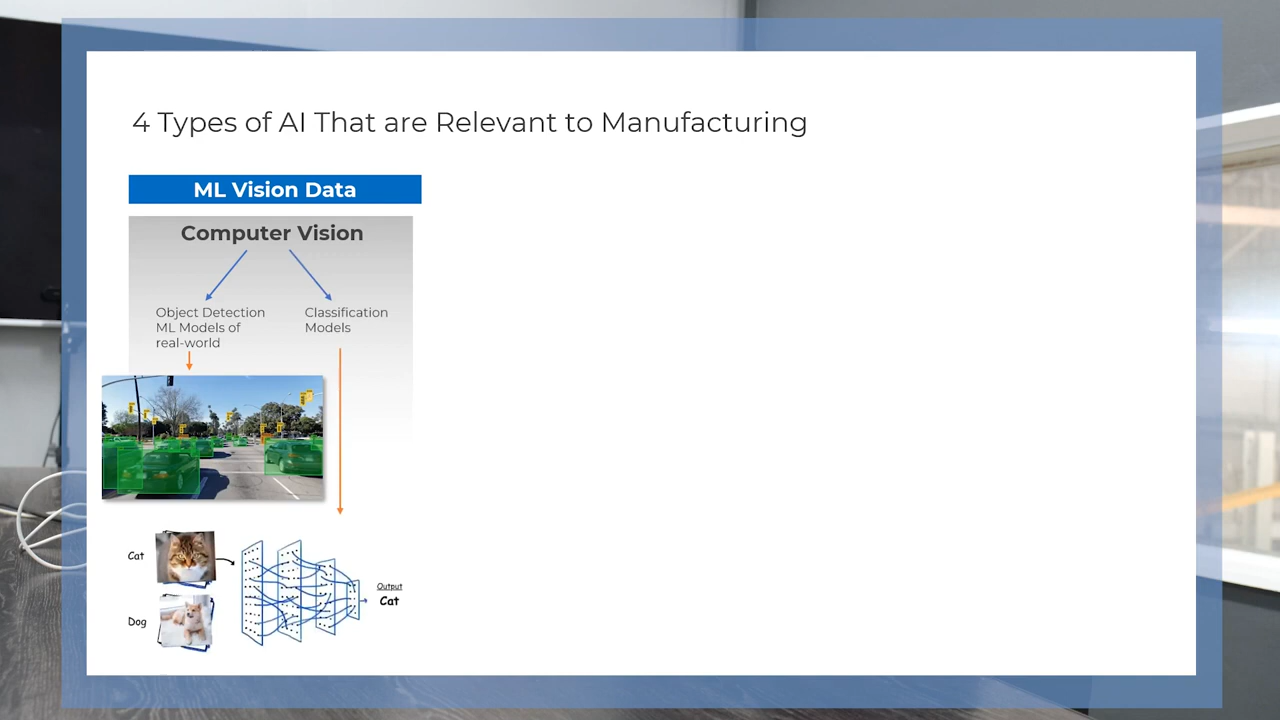 4 Types of AI That are Relevant to Manufacturing
ML Vision Data
Computer Vision
Object Detection
ML Models of
real-world
Classification
Models
Cat
Dog
Output
Cat